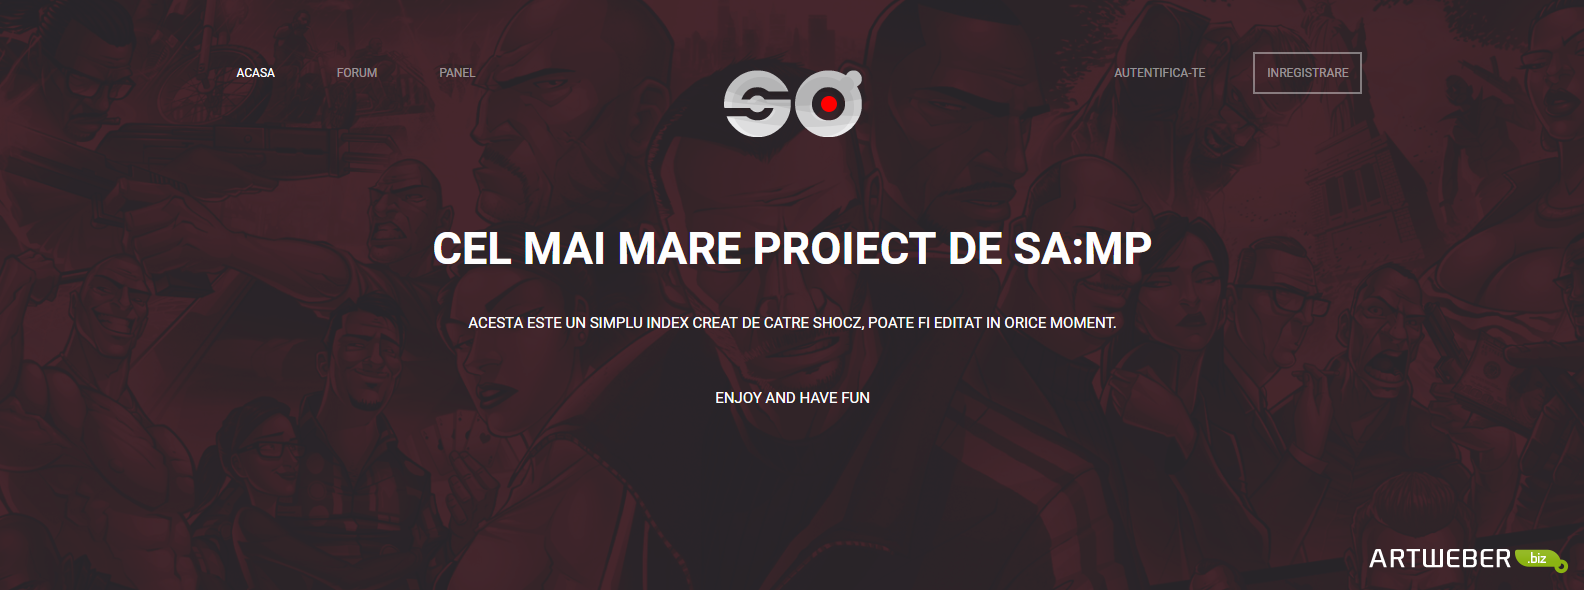 ACASA
FORUM
PANEL
SO
AUTENTIFICA-TE
INREGISTRARE
CEL MAI MARE PROIECT DE SA:MP
ACESTA ESTE UN SIMPLU INDEX CREAT DE CATRE SHOCZ, POATE FI EDITAT IN ORICE MOMENT.
ENJOY AND HAVE FUN
ARTWEBER .biz